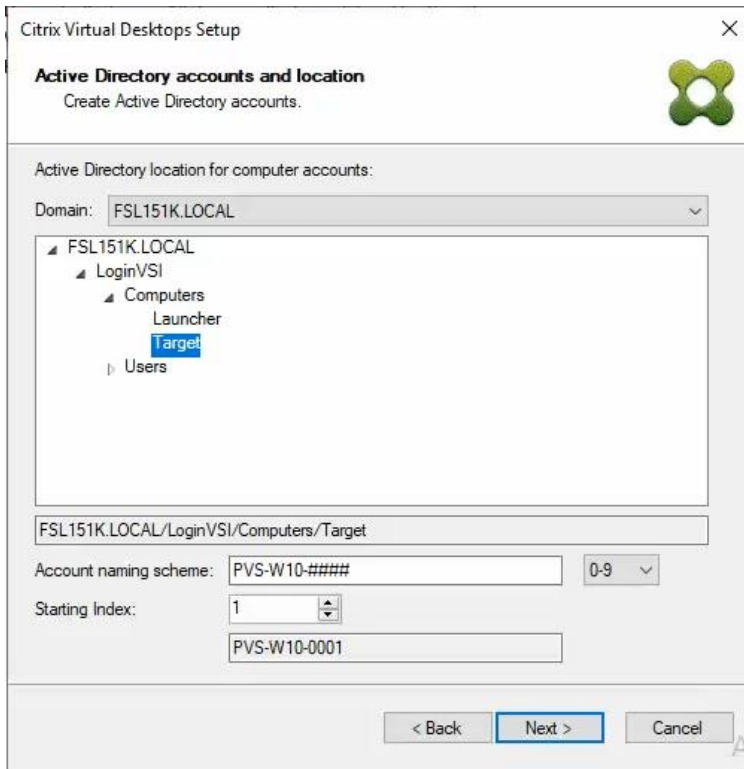 Citrix Virtual Desktops Setup
Active Directory accounts and location
Create Active Directory accounts.
Active Directory location for computer accounts:
Domain: FSL151K.LOCAL
FSL151K.LOCAL
LoginVSI
Computers
Launcher
Target
Users
FSL151K.LOCAL/LoginVSI/Computers/Target
Account naming scheme: PVS-W10-#### 0-9
Starting Index: 1
PVS-W10-0001
< Back Next > Cancel